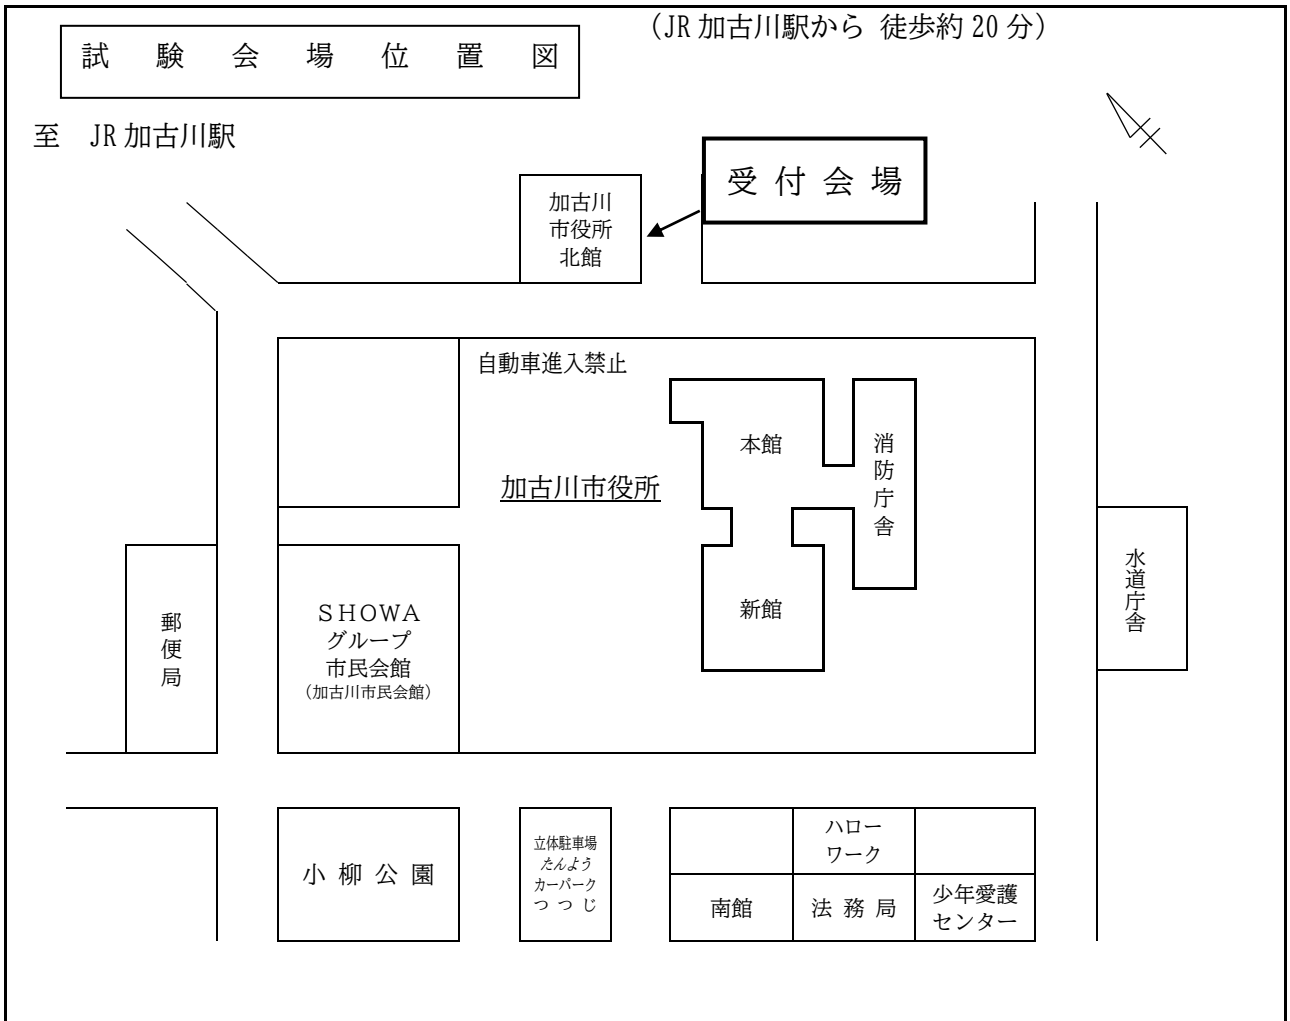 （JR 加古川駅から 徒歩約 20 分）
試 験 会 場 位 置 図
至 JR 加古川駅
受 付 会 場
加古川
市役所
北館
自動車進入禁止
本館
消防庁舎
加古川市役所
新館
水道庁舎
郵便局
ＳＨＯＷＡ
グループ
市民会館
（加古川市民会館）
小 柳 公 園
立体駐車場
たんよう
カーパーク
つ つ じ
ハロー
ワーク
南館
法 務 局
少年愛護
センター